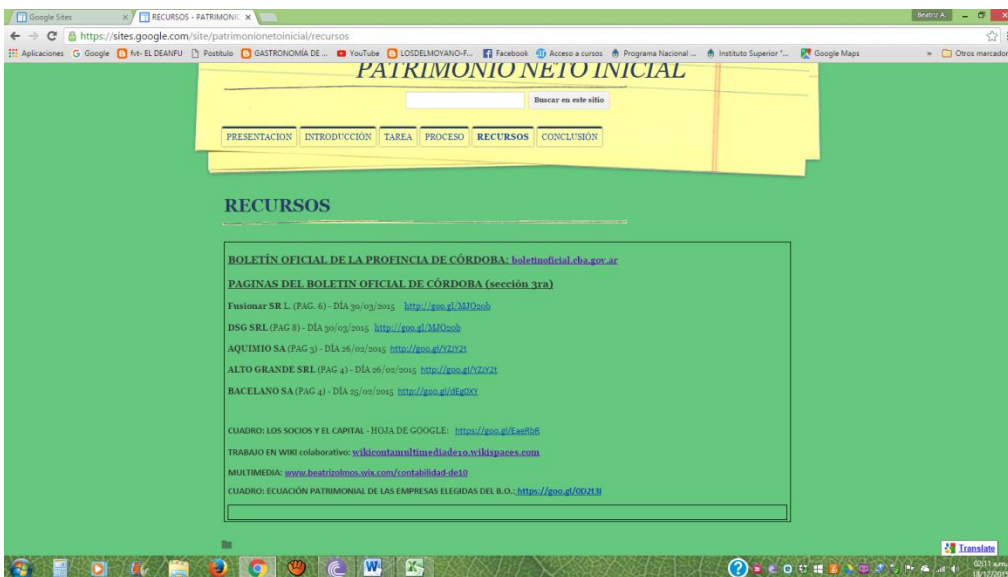 Google Sites
RECURSOS - PATRIMONIO
Beatriz A.
https://sites.google.com/site/patrimonionetoinicial/recursos
Aplicaciones Google fvt- EL DEANFU Postitulo GASTRONOMÍA DE ... YouTube LOSDELMOYANO-F... Facebook Acceso a cursos Programa Nacional ... Instituto Superior "... Google Maps » Otros marcador
PATRIMONIO NETO INICIAL
Buscar en este sitio
PRESENTACION INTRODUCCIÓN TAREA PROCESO RECURSOS CONCLUSIÓN
RECURSOS
BOLETÍN OFICIAL DE LA PROFINCIA DE CÓRDOBA: boletinoficial.cba.gov.ar
PAGINAS DEL BOLETIN OFICIAL DE CÓRDOBA (sección 3ra)
Fusionar SR L. (PAG. 6) - DÍA 30/03/2015 http://goo.gl/MJO20b
DSG SRL (PAG 8) - DÍA 30/03/2015 http://goo.gl/MJO20b
AQUIMIO SA (PAG 3) - DÍA 26/02/2015 http://goo.gl/YZJY2t
ALTO GRANDE SRL (PAG 4) - DÍA 26/02/2015 http://goo.gl/YZJY2t
BACELANO SA (PAG 4) - DÍA 25/02/2015 http://goo.gl/dEg0XY
CUADRO: LOS SOCIOS Y EL CAPITAL - HOJA DE GOOGLE: https://goo.gl/EaeRbR
TRABAJO EN WIKI colaborativo: wikicontamultimediade10.wikispaces.com
MULTIMEDIA: www.beatrizolmos.wix.com/contabilidad-de10
CUADRO: ECUACIÓN PATRIMONIAL DE LAS EMPRESAS ELEGIDAS DEL B.O.:
Translate